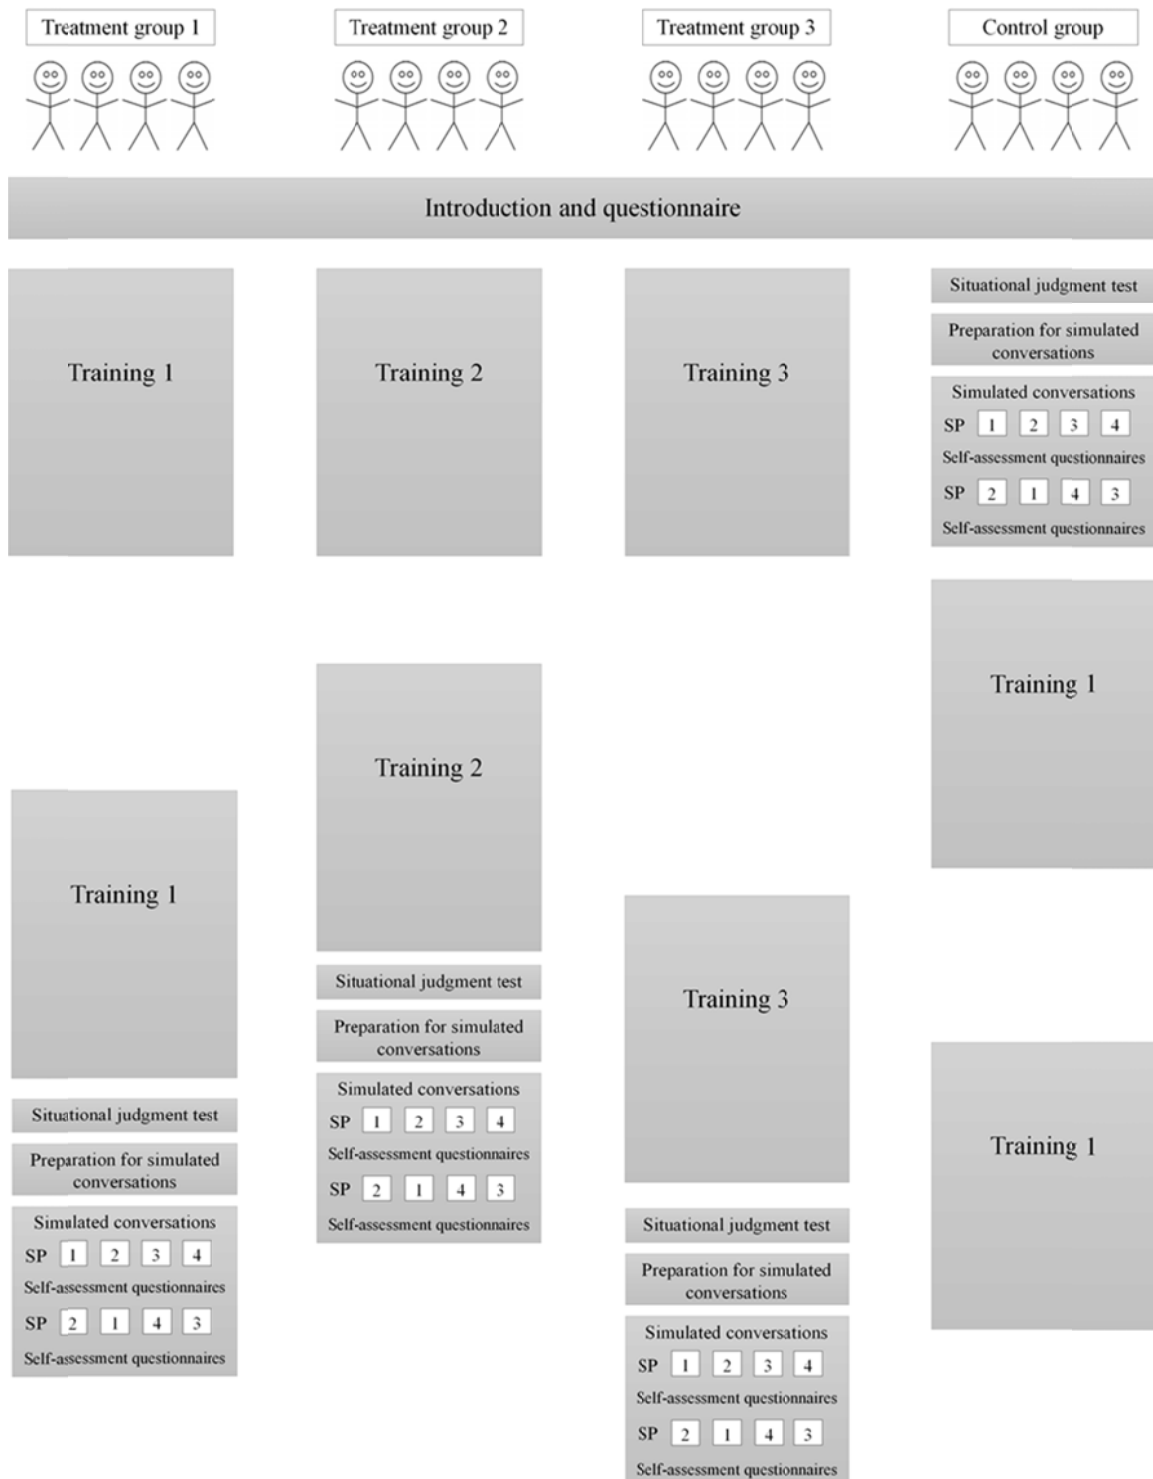 Treatment group 1
Treatment group 2
Treatment group 3
Control group
Introduction and questionnaire
Training 1
Training 2
Training 3
Situational judgment test
Preparation for simulated
conversations
Simulated conversations
SP 1 2 3 4
Self-assessment questionnaires
SP 2 1 4 3
Self-assessment questionnaires
Training 1
Training 2
Training 1
Situational judgment test
Preparation for simulated
conversations
Simulated conversations
SP 1 2 3 4
Self-assessment questionnaires
SP 2 1 4 3
Self-assessment questionnaires
Training 1
Situational judgment test
Preparation for simulated
conversations
Simulated conversations
SP 1 2 3 4
Self-assessment questionnaires
SP 2 1 4 3
Self-assessment questionnaires
Training 3
Situational judgment test
Preparation for simulated
conversations
Simulated conversations
SP 1 2 3 4
Self-assessment questionnaires
SP 2 1 4 3
Self-assessment questionnaires
Training 1